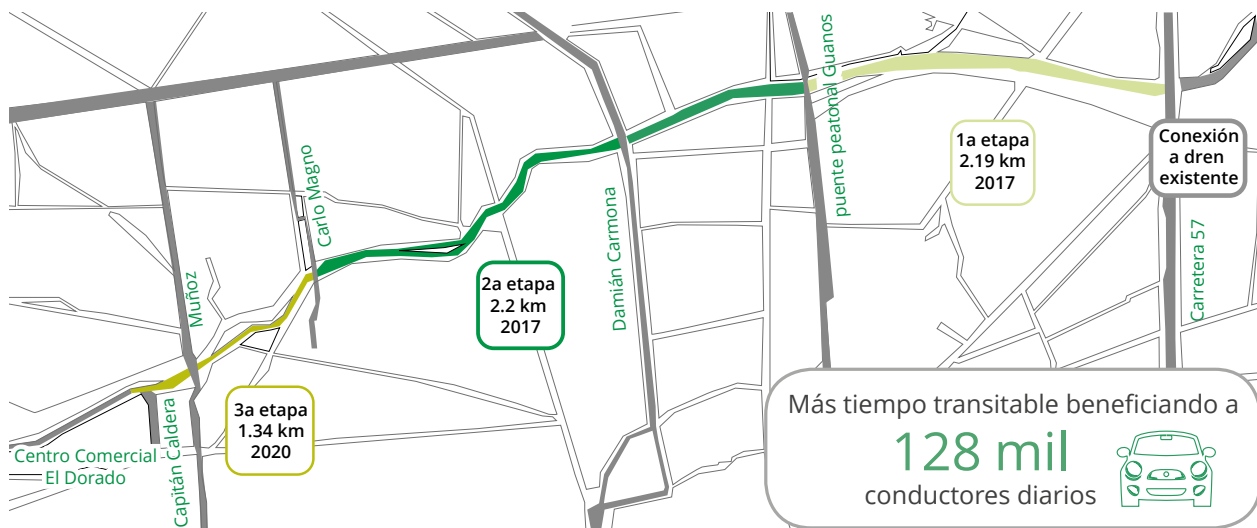 puente peatonal Guanos
1a etapa
2.19 km
2017
Conexión
a dren
existente
Carlo Magno
Damián Carmona
Carretera 57
Muñoz
2a etapa
2.2 km
2017
3a etapa
1.34 km
2020
Centro Comercial
El Dorado
Capitán Caldera
Más tiempo transitable beneficiando a
128 mil
conductores diarios